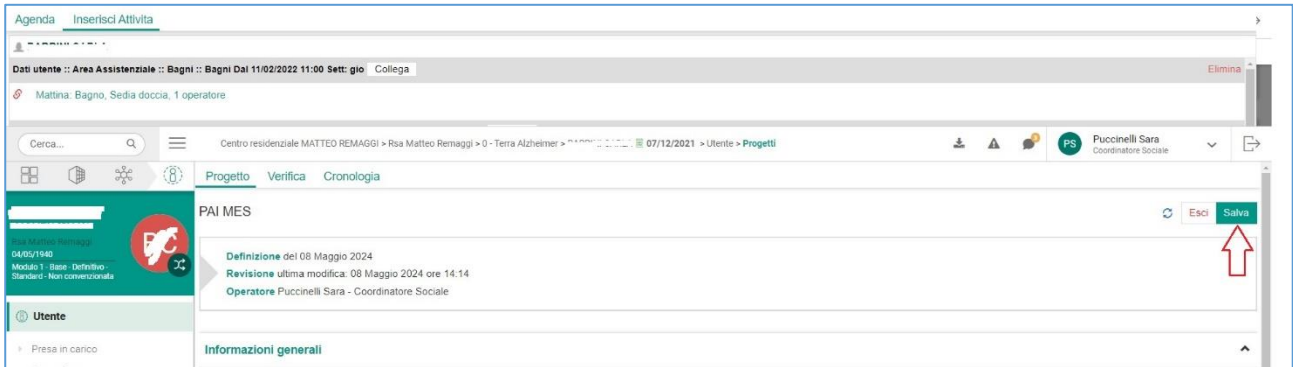 Agenda Inserisci Attivita
Dati utente :: Area Assistenziale :: Bagni :: Bagni Dal 11/02/2022 11:00 Sett: gio Collega Elimina
Mattina: Bagno, Sedia doccia, 1 operatore
Cerca... Centro residenziale MATTEO REMAGGI > Rsa Matteo Remaggi > 0 - Terra Alzheimer > 07/12/2021 > Utente > Progetti PS Puccinelli Sara
Coordinatore Sociale
Progetto Verifica Cronologia
PAI MES Esci Salva
Rsa Matteo Remaggi
04/05/1940
Modulo 1 - Base - Definitivo -
Standard - Non convenzionata
Definizione del 08 Maggio 2024
Revisione ultima modifica: 08 Maggio 2024 ore 14:14
Operatore Puccinelli Sara - Coordinatore Sociale
Utente
Presa in carico
Informazioni generali